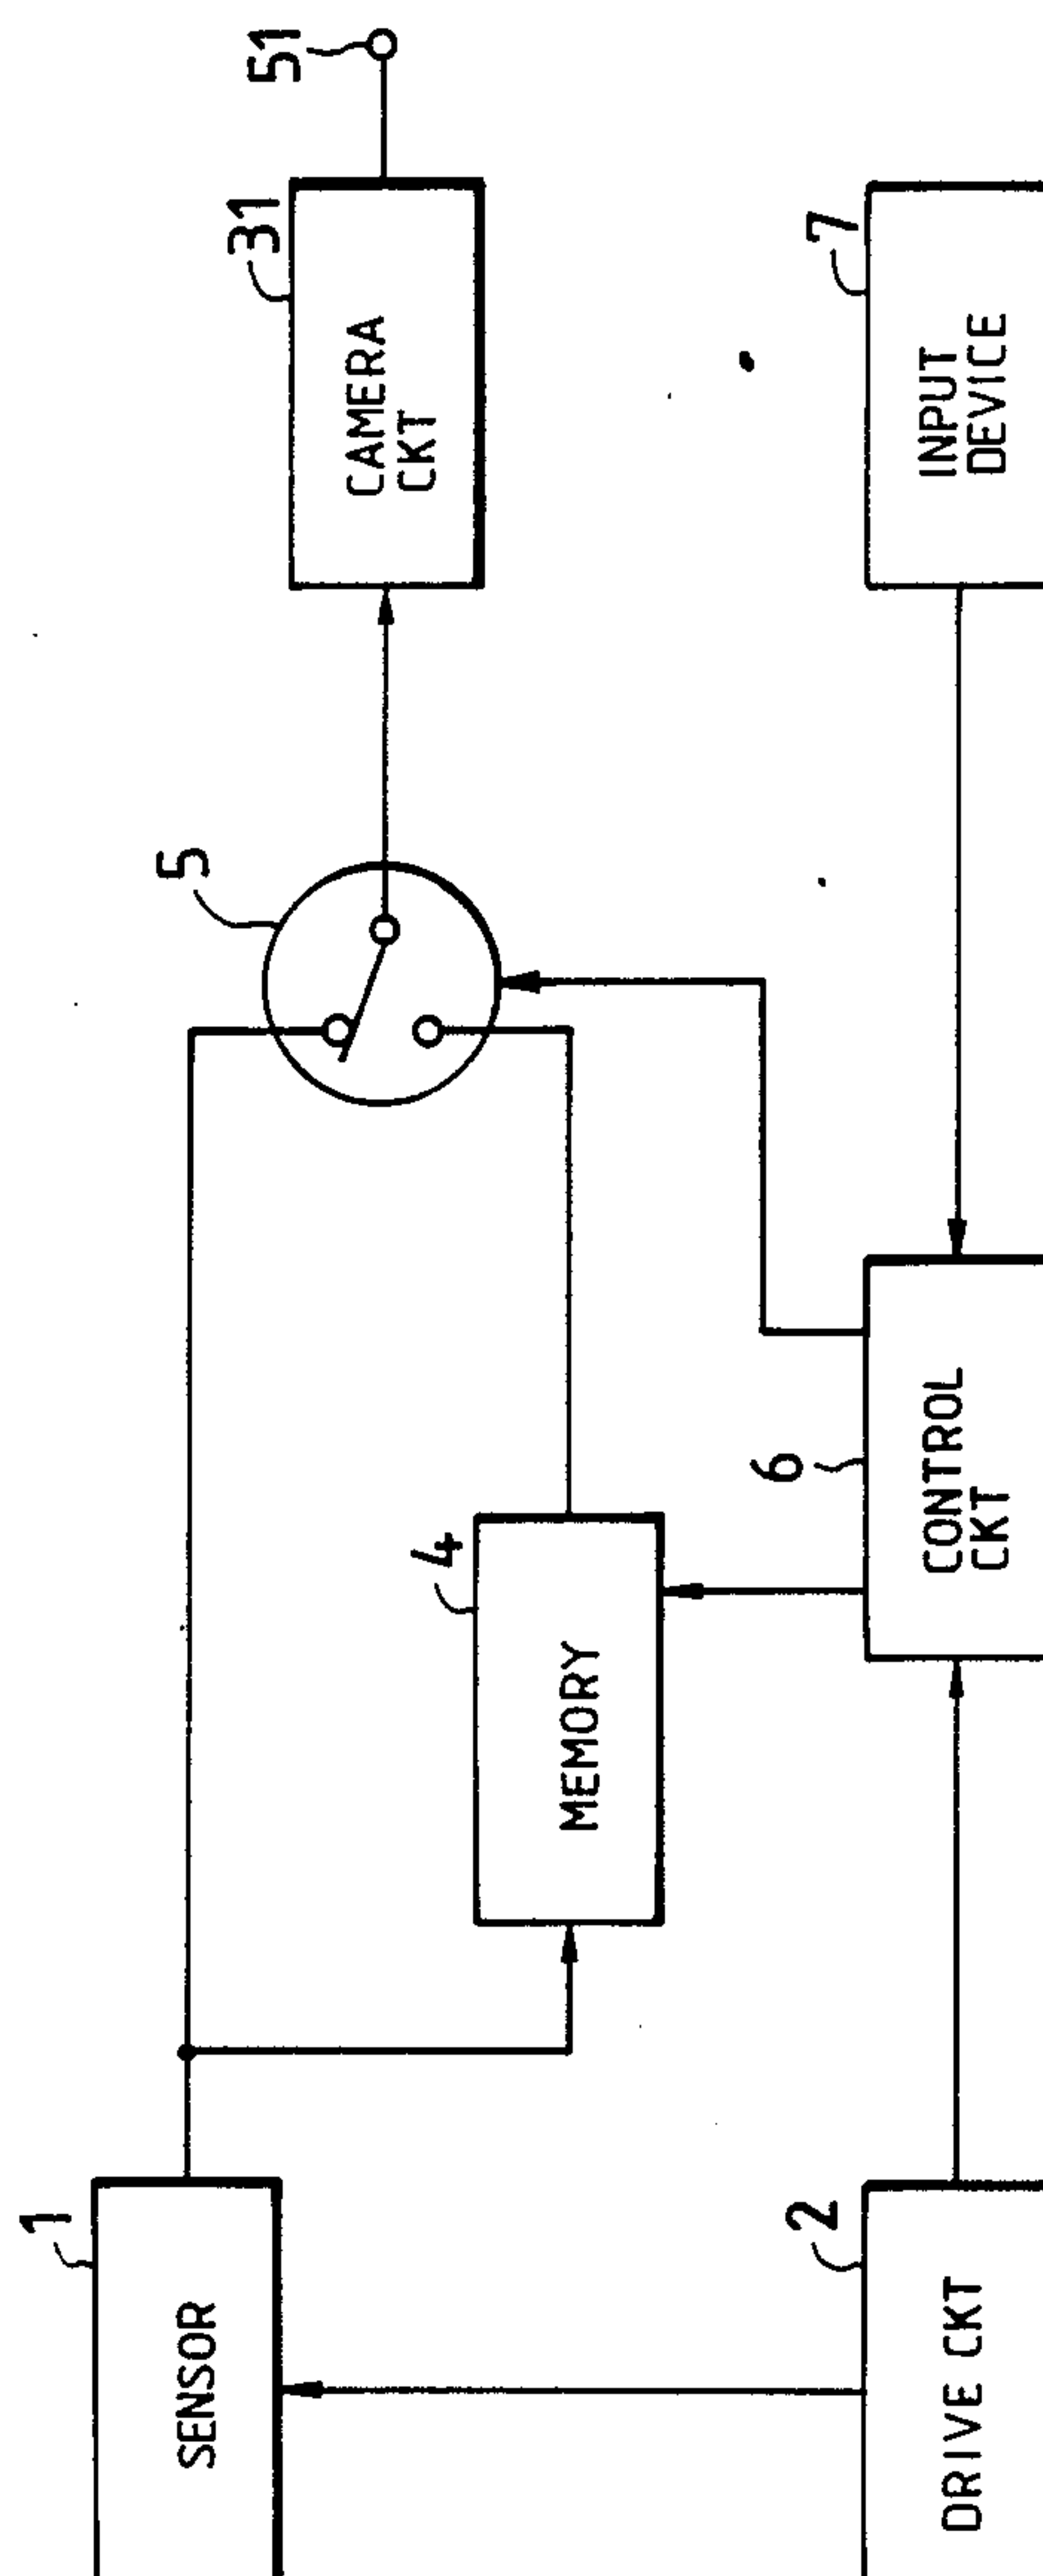 1
SENSOR
4
MEMORY
5
31
CAMERA
CKT
51
2
DRIVE CKT
6
CONTROL
CKT
7
INPUT
DEVICE